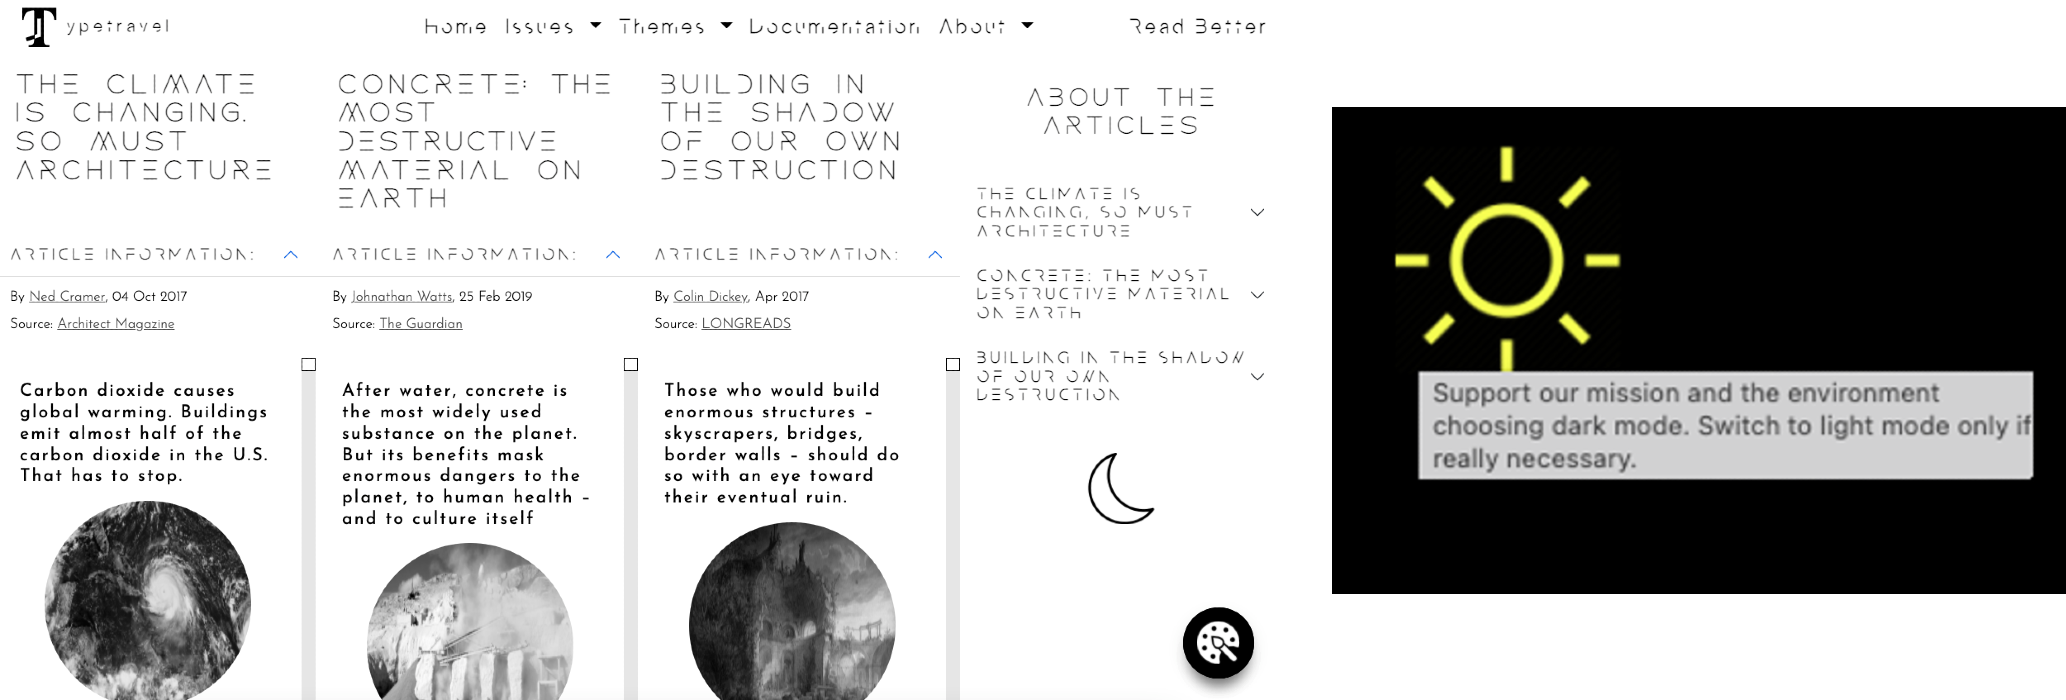 Typetravel
Home Issues Themes Documentation About Read Better
THE CLIMATE
IS CHANGING.
SO MUST
ARCHITECTURE
ARTICLE INFORMATION:
By Ned Cramer, 04 Oct 2017
Source: Architect Magazine
Carbon dioxide causes
global warming. Buildings
emit almost half of the
carbon dioxide in the U.S.
That has to stop.
CONCRETE: THE
MOST
DESTRUCTIVE
MATERIAL ON
EARTH
ARTICLE INFORMATION:
By Johnathan Watts, 25 Feb 2019
Source: The Guardian
After water, concrete is
the most widely used
substance on the planet.
But its benefits mask
enormous dangers to the
planet, to human health –
and to culture itself
BUILDING IN
THE SHADOW
OF OUR OWN
DESTRUCTION
ARTICLE INFORMATION:
By Colin Dickey, Apr 2017
Source: LONGREADS
Those who would build
enormous structures –
skyscrapers, bridges,
border walls – should do
so with an eye toward
their eventual ruin.
ABOUT THE
ARTICLES
THE CLIMATE IS
CHANGING, SO MUST
ARCHITECTURE
CONCRETE: THE MOST
DESTRUCTIVE MATERIAL
ON EARTH
BUILDING IN THE SHADOW
OF OUR OWN
DESTRUCTION
Support our mission and the environment
choosing dark mode. Switch to light mode only if
really necessary.